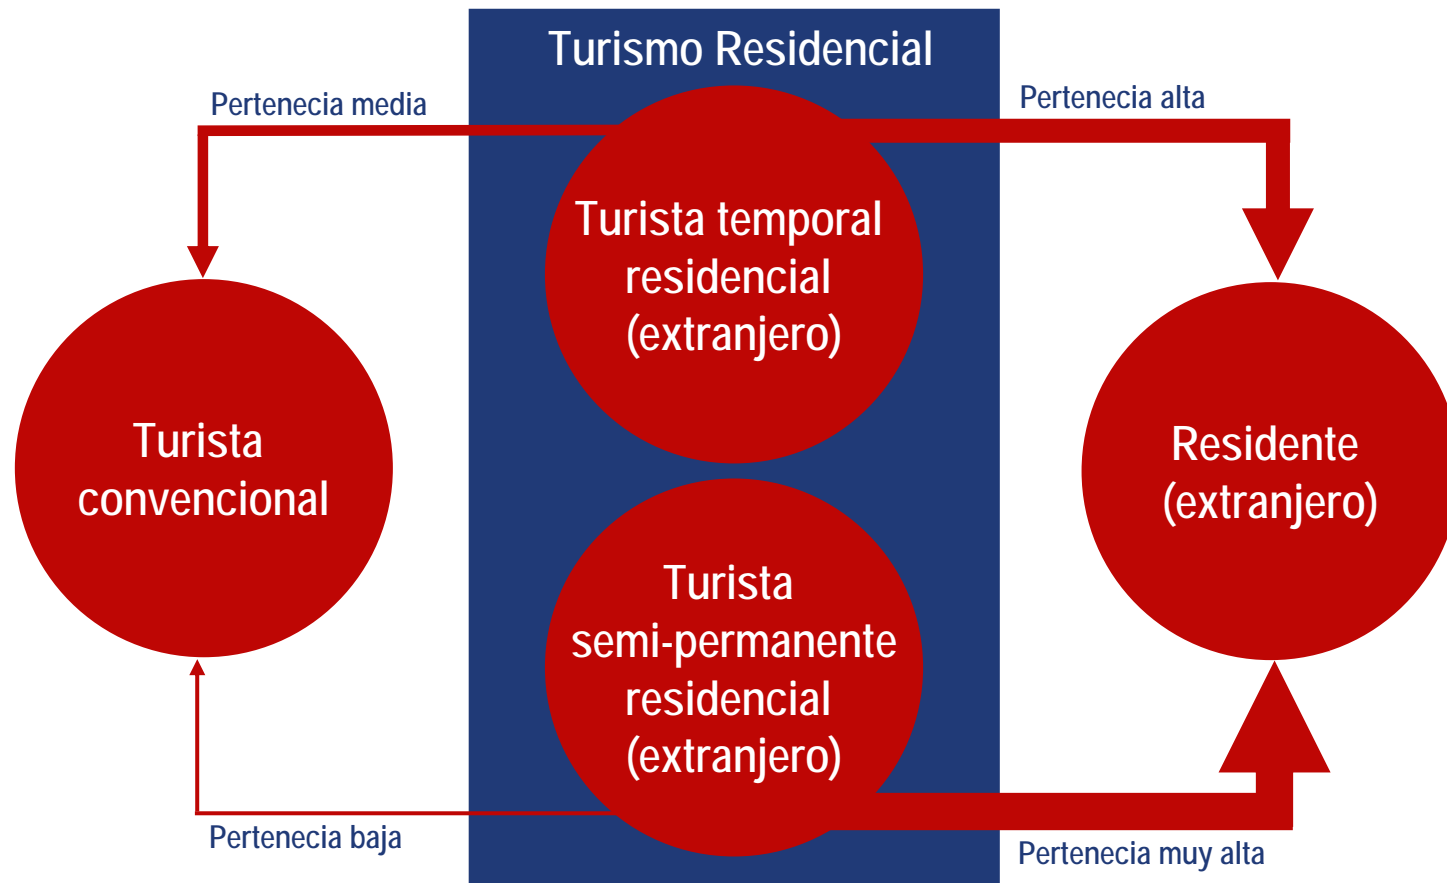 Turismo Residencial
Pertenecia media
Pertenecia alta
Turista temporal
residencial
(extranjero)
Turista
convencional
Residente
(extranjero)
Turista
semi-permanente
residencial
(extranjero)
Pertenecia baja
Pertenecia muy alta